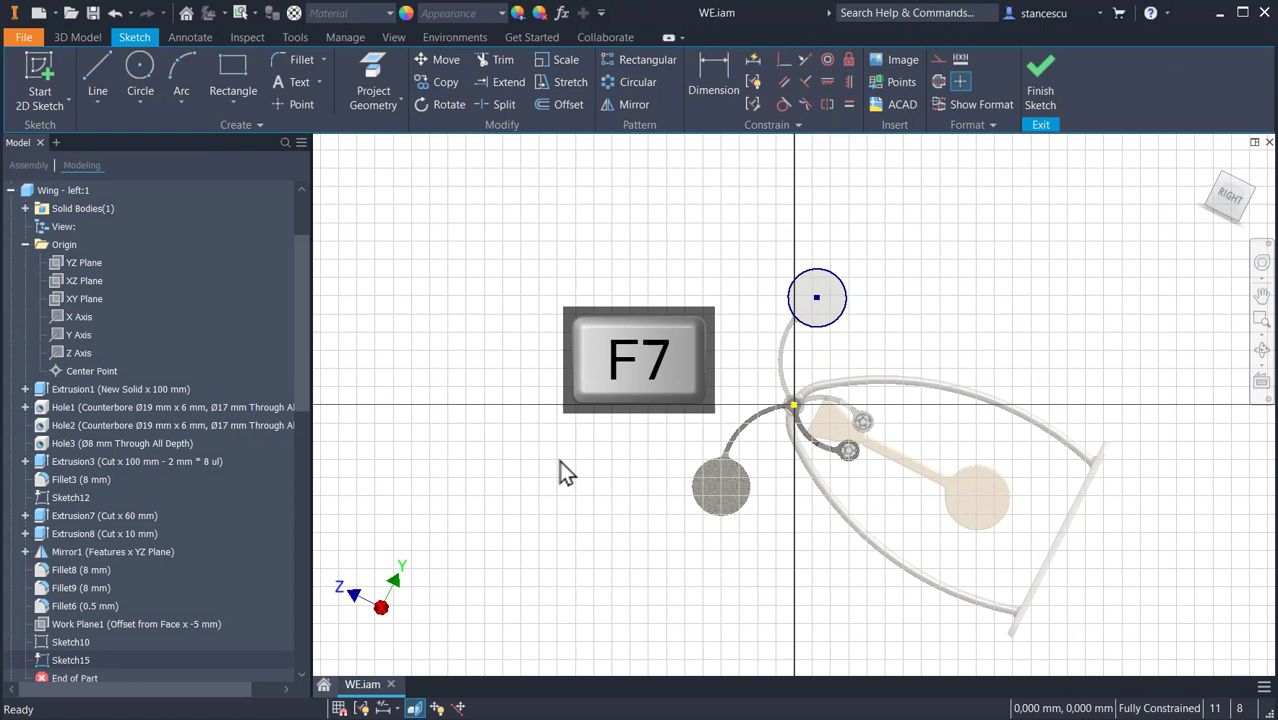 Material
Appearance
WE.iam
Search Help & Commands...
stancescu
File
3D Model
Sketch
Annotate
Inspect
Tools
Manage
View
Environments
Get Started
Collaborate
Start
2D Sketch
Line
Circle
Arc
Rectangle
Fillet
Text
Point
Project
Geometry
Move
Copy
Rotate
Trim
Extend
Split
Scale
Stretch
Offset
Rectangular
Circular
Mirror
Dimension
Image
Points
ACAD
Show Format
Finish
Sketch
Sketch
Create
Modify
Pattern
Constrain
Insert
Format
Exit
Model
Assembly
Modeling
Wing - left:1
Solid Bodies(1)
View:
Origin
YZ Plane
XZ Plane
XY Plane
X Axis
Y Axis
Z Axis
Center Point
Extrusion1 (New Solid x 100 mm)
Hole1 (Counterbore Ø19 mm x 6 mm, Ø17 mm Through Al
Hole2 (Counterbore Ø19 mm x 6 mm, Ø17 mm Through Al
Hole3 (Ø8 mm Through All Depth)
Extrusion3 (Cut x 100 mm - 2 mm * 8 ul)
Fillet3 (8 mm)
Sketch12
Extrusion7 (Cut x 60 mm)
Extrusion8 (Cut x 10 mm)
Mirror1 (Features x YZ Plane)
Fillet8 (8 mm)
Fillet9 (8 mm)
Fillet6 (0.5 mm)
Work Plane1 (Offset from Face x -5 mm)
Sketch10
Sketch15
End of Part
RIGHT
F7
Z
Y
WE.iam
Ready
0,000 mm, 0,000 mm
Fully Constrained
11
8